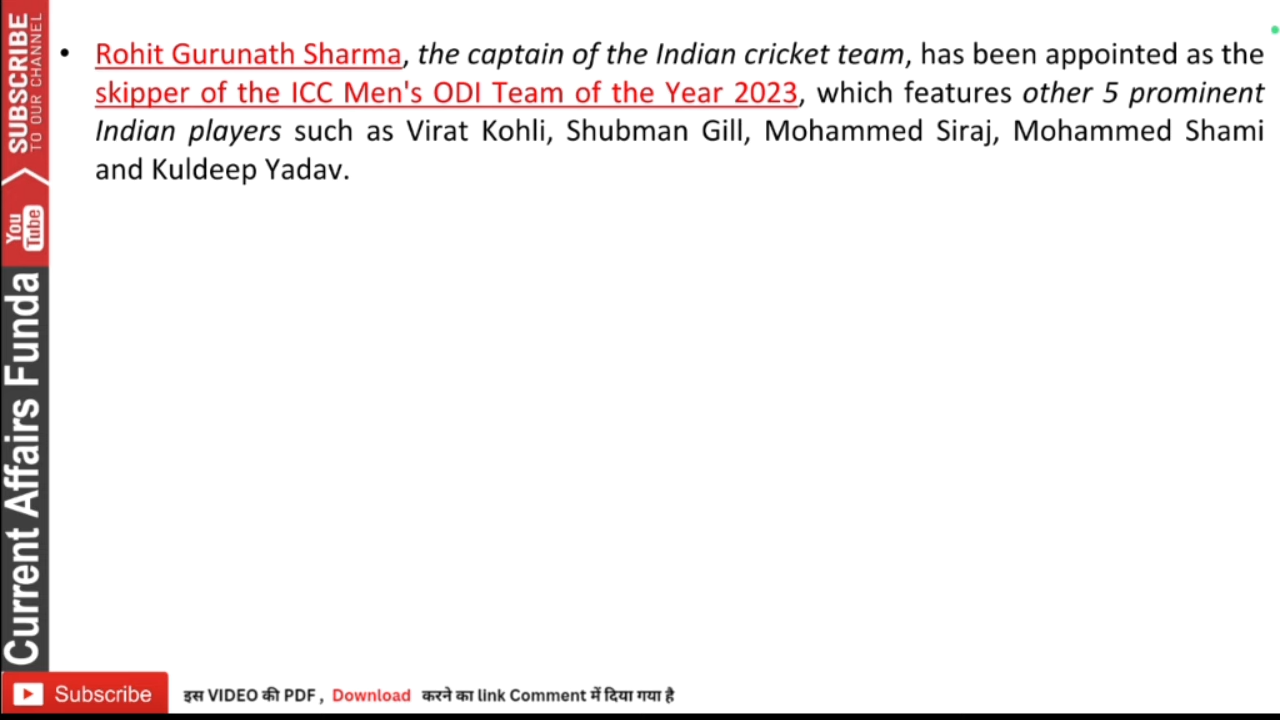 • Rohit Gurunath Sharma, the captain of the Indian cricket team, has been appointed as the
skipper of the ICC Men's ODI Team of the Year 2023, which features other 5 prominent
Indian players such as Virat Kohli, Shubman Gill, Mohammed Siraj, Mohammed Shami
and Kuldeep Yadav.
SUBSCRIBE
TO OUR CHANNEL
You
Tube
Current Affairs Funda
Subscribe इस VIDEO की PDF , Download करने का link Comment में दिया गया है